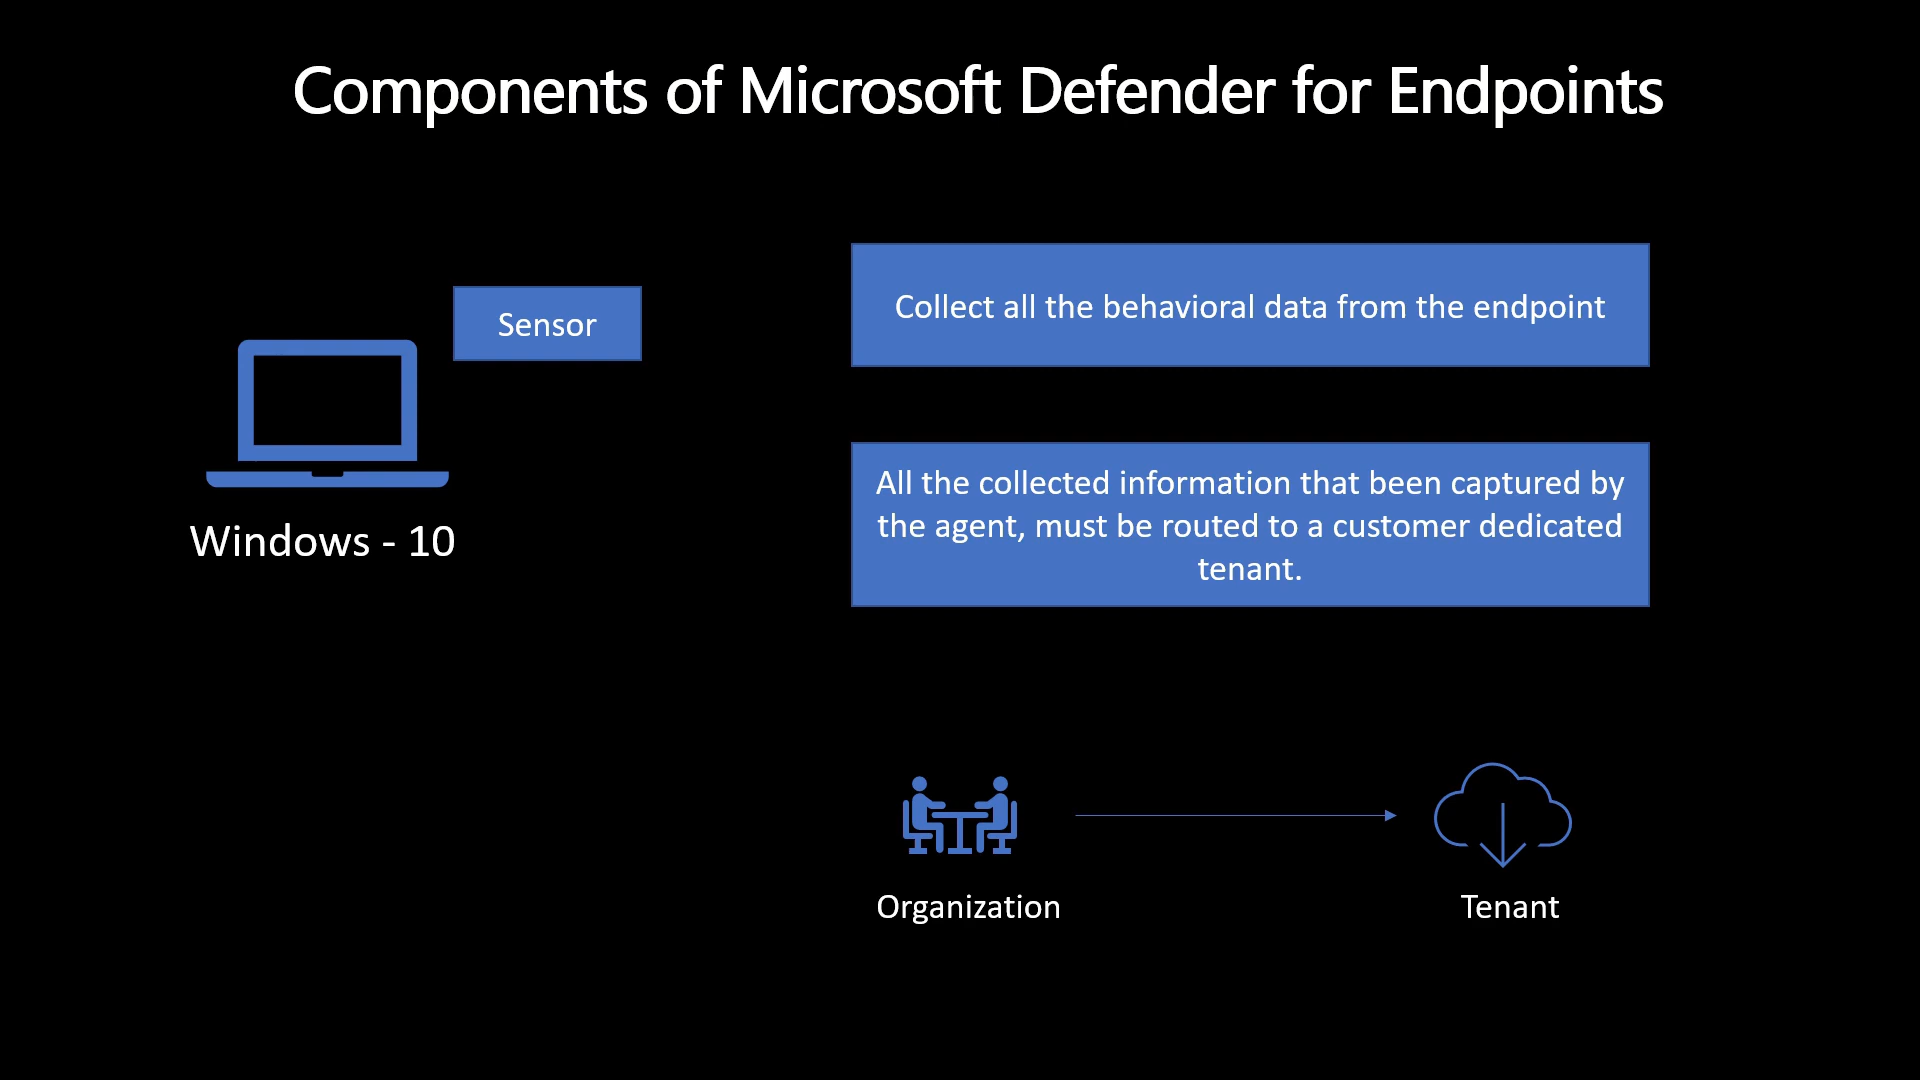 Components of Microsoft Defender for Endpoints
Sensor
Windows - 10
Collect all the behavioral data from the endpoint
All the collected information that been captured by
the agent, must be routed to a customer dedicated
tenant.
Organization
Tenant